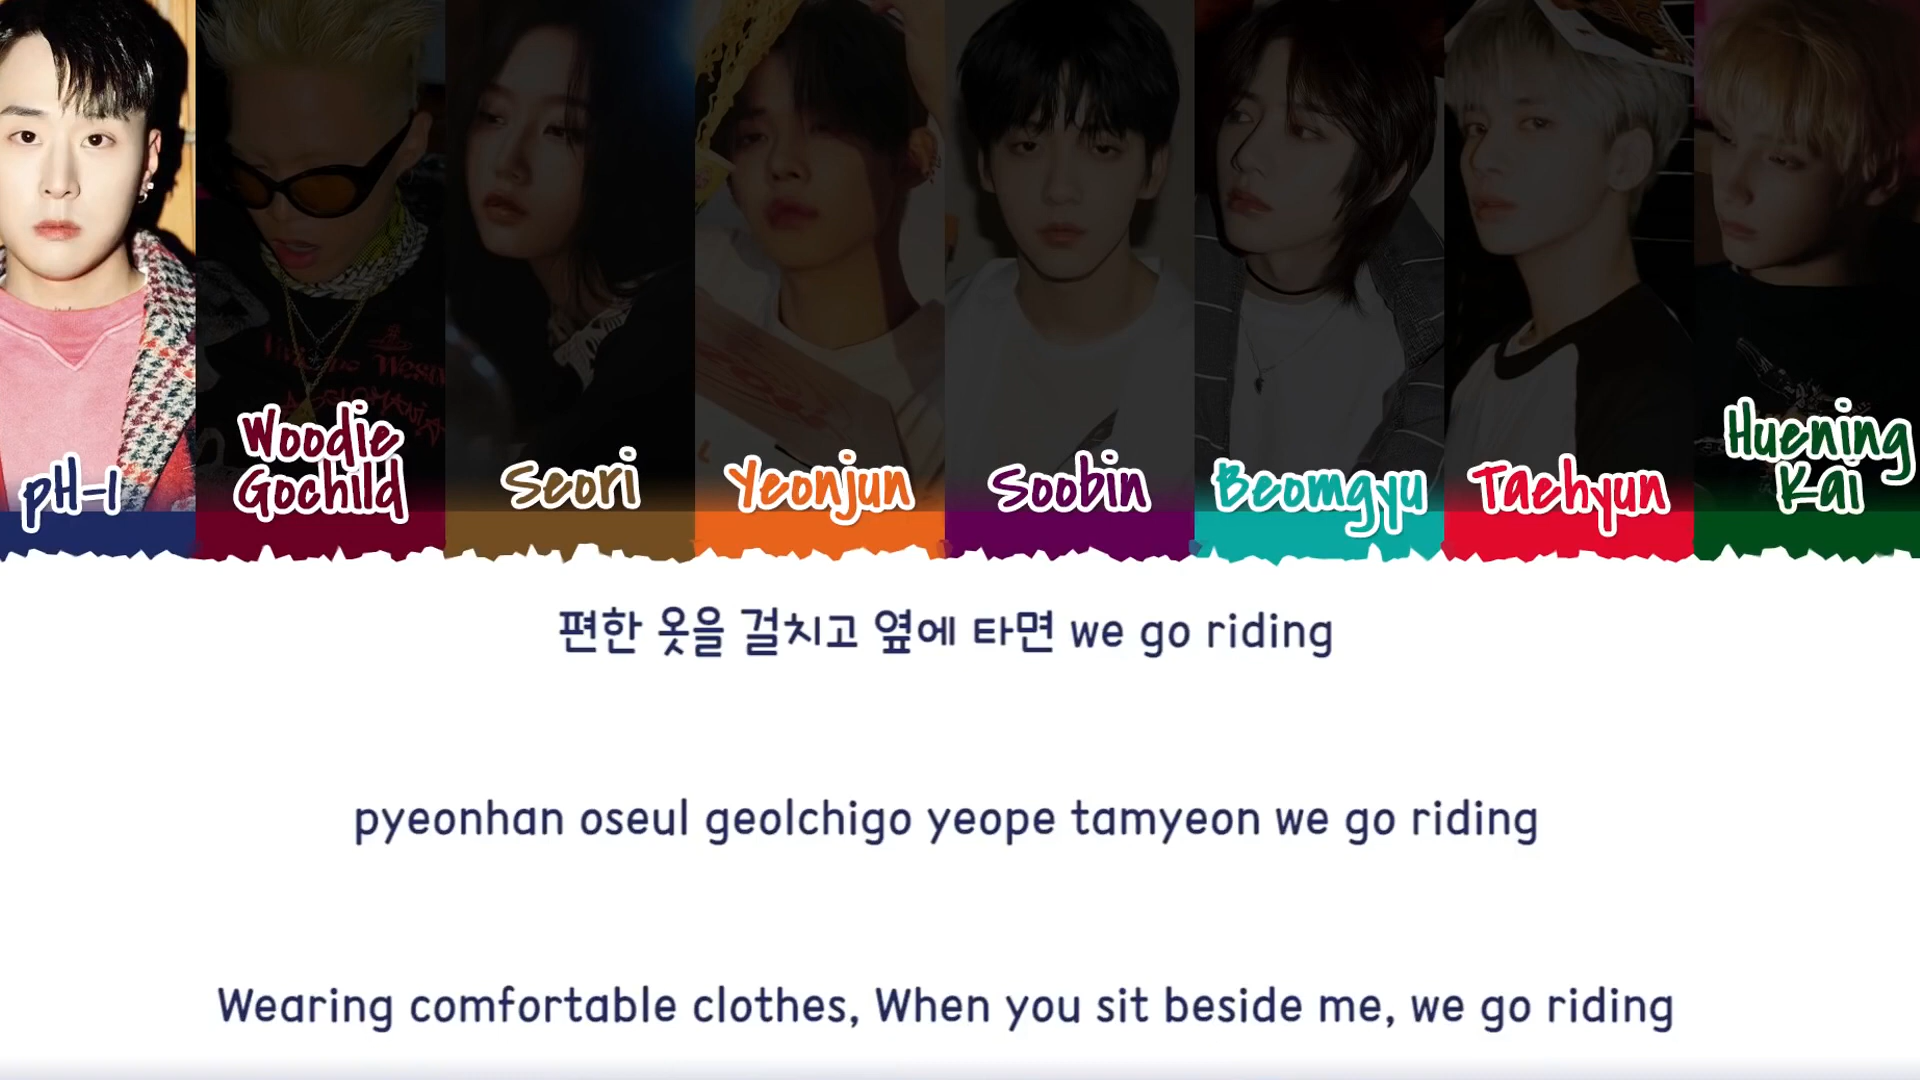 pH-1
Woodie
Gochild
Seori
Yeonjun
Soobin
Beomgyu
Taehyun
Huening
Kai
편한 옷을 걸치고 옆에 타면 we go riding
pyeonhan oseul geolchigo yeope tamyeon we go riding
Wearing comfortable clothes, When you sit beside me, we go riding